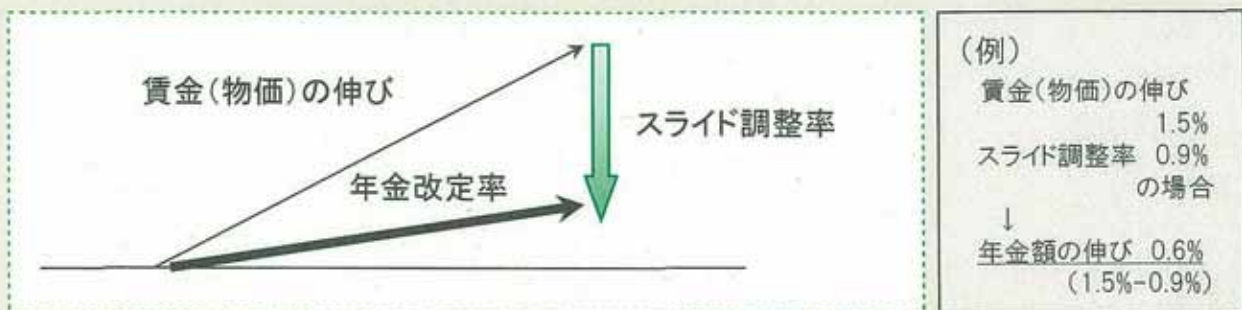 賃金(物価)の伸び
スライド調整率
年金改定率
(例)
賃金(物価)の伸び
1.5%
スライド調整率 0.9%
の場合
↓
年金額の伸び 0.6%
(1.5%-0.9%)